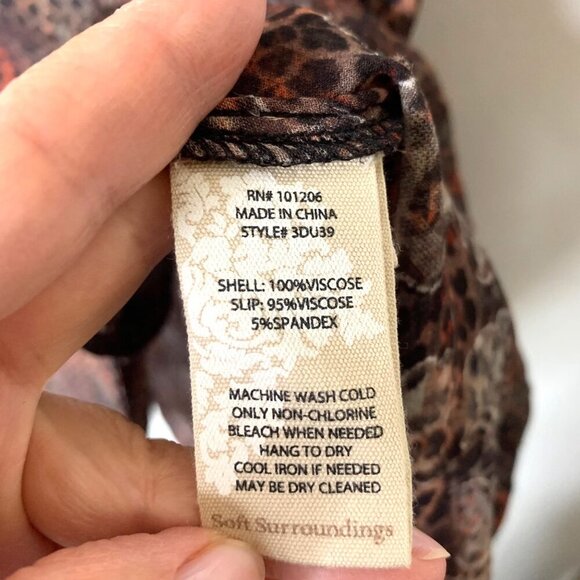 RN# 101206
MADE IN CHINA
STYLE# 3DU39
SHELL: 100%VISCOSE
SLIP: 95%VISCOSE
5%SPANDEX
MACHINE WASH COLD
ONLY NON-CHLORINE
BLEACH WHEN NEEDED
HANG TO DRY
COOL IRON IF NEEDED
MAY BE DRY CLEANED
Soft Surroundings